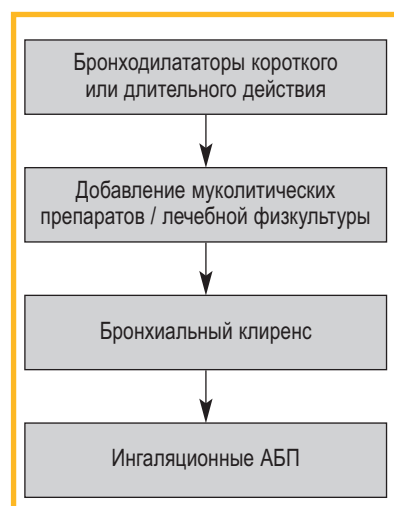 Бронходилататоры короткого
или длительного действия
Добавление муколитических
препаратов / лечебной физкультуры
Бронхиальный клиренс
Ингаляционные АБП